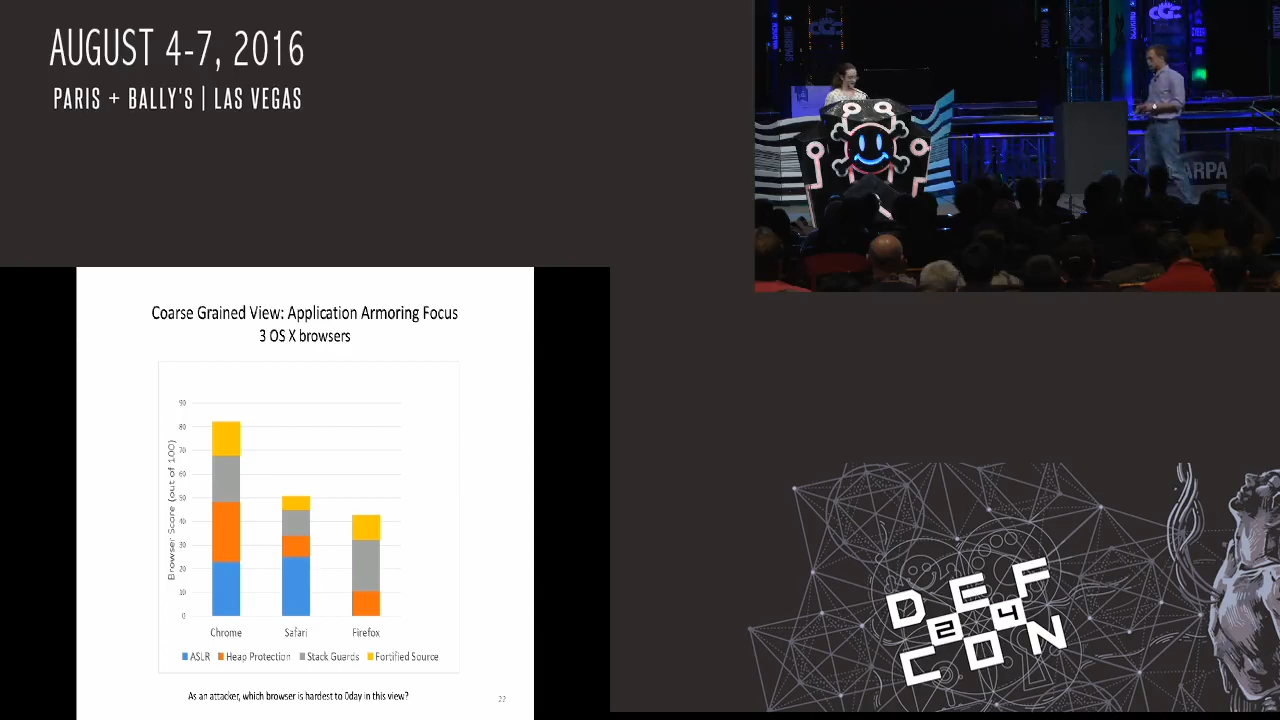 AUGUST 4-7, 2016
PARIS + BALLY'S | LAS VEGAS
ARPA
Coarse Grained View: Application Armoring Focus
3 OS X browsers
90
80
70
60
50
40
30
20
10
0
Browser Score (out of 100)
Chrome Safari Firefox
ASLR Heap Protection Stack Guards Fortified Source
As an attacker, which browser is hardest to 0day in this view?
22
DEF
24
CON